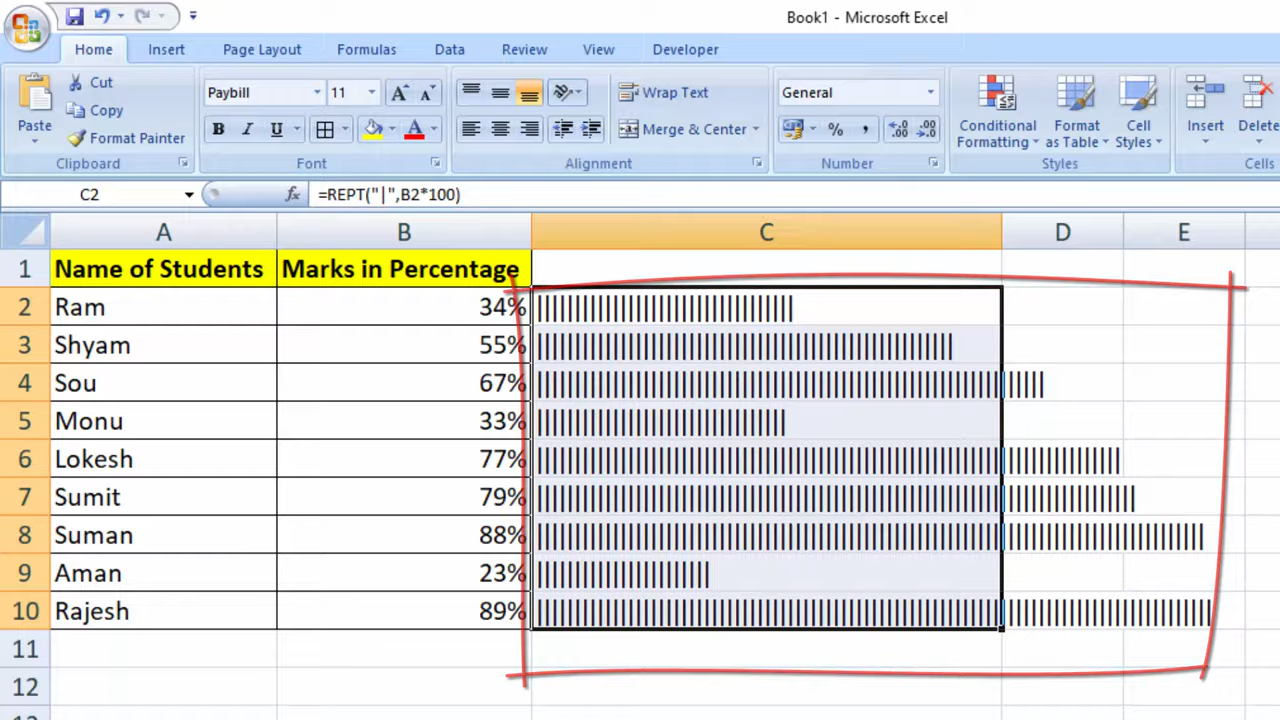 Book1 - Microsoft Excel
Home Insert Page Layout Formulas Data Review View Developer
Paste
Cut
Copy
Format Painter
Clipboard
Paybill 11 A A
B I U A
Font
Wrap Text
Merge & Center
Alignment
General
% , .00 .0
Number
Conditional Formatting
Format as Table
Cell Styles
Styles
Insert Delete
Cells
C2 fx =REPT("|",B2*100)
A B C D E
1 Name of Students Marks in Percentage
2 Ram 34% ||||||||||||||||||||||||||||||||||
3 Shyam 55% |||||||||||||||||||||||||||||||||||||||||||||||||||||||
4 Sou 67% |||||||||||||||||||||||||||||||||||||||||||||||||||||||||||||||||||
5 Monu 33% |||||||||||||||||||||||||||||||||
6 Lokesh 77% |||||||||||||||||||||||||||||||||||||||||||||||||||||||||||||||||||||||||||||
7 Sumit 79% |||||||||||||||||||||||||||||||||||||||||||||||||||||||||||||||||||||||||||||||
8 Suman 88% ||||||||||||||||||||||||||||||||||||||||||||||||||||||||||||||||||||||||||||||||||||||||
9 Aman 23% |||||||||||||||||||||||
10 Rajesh 89% |||||||||||||||||||||||||||||||||||||||||||||||||||||||||||||||||||||||||||||||||||||||||
11
12